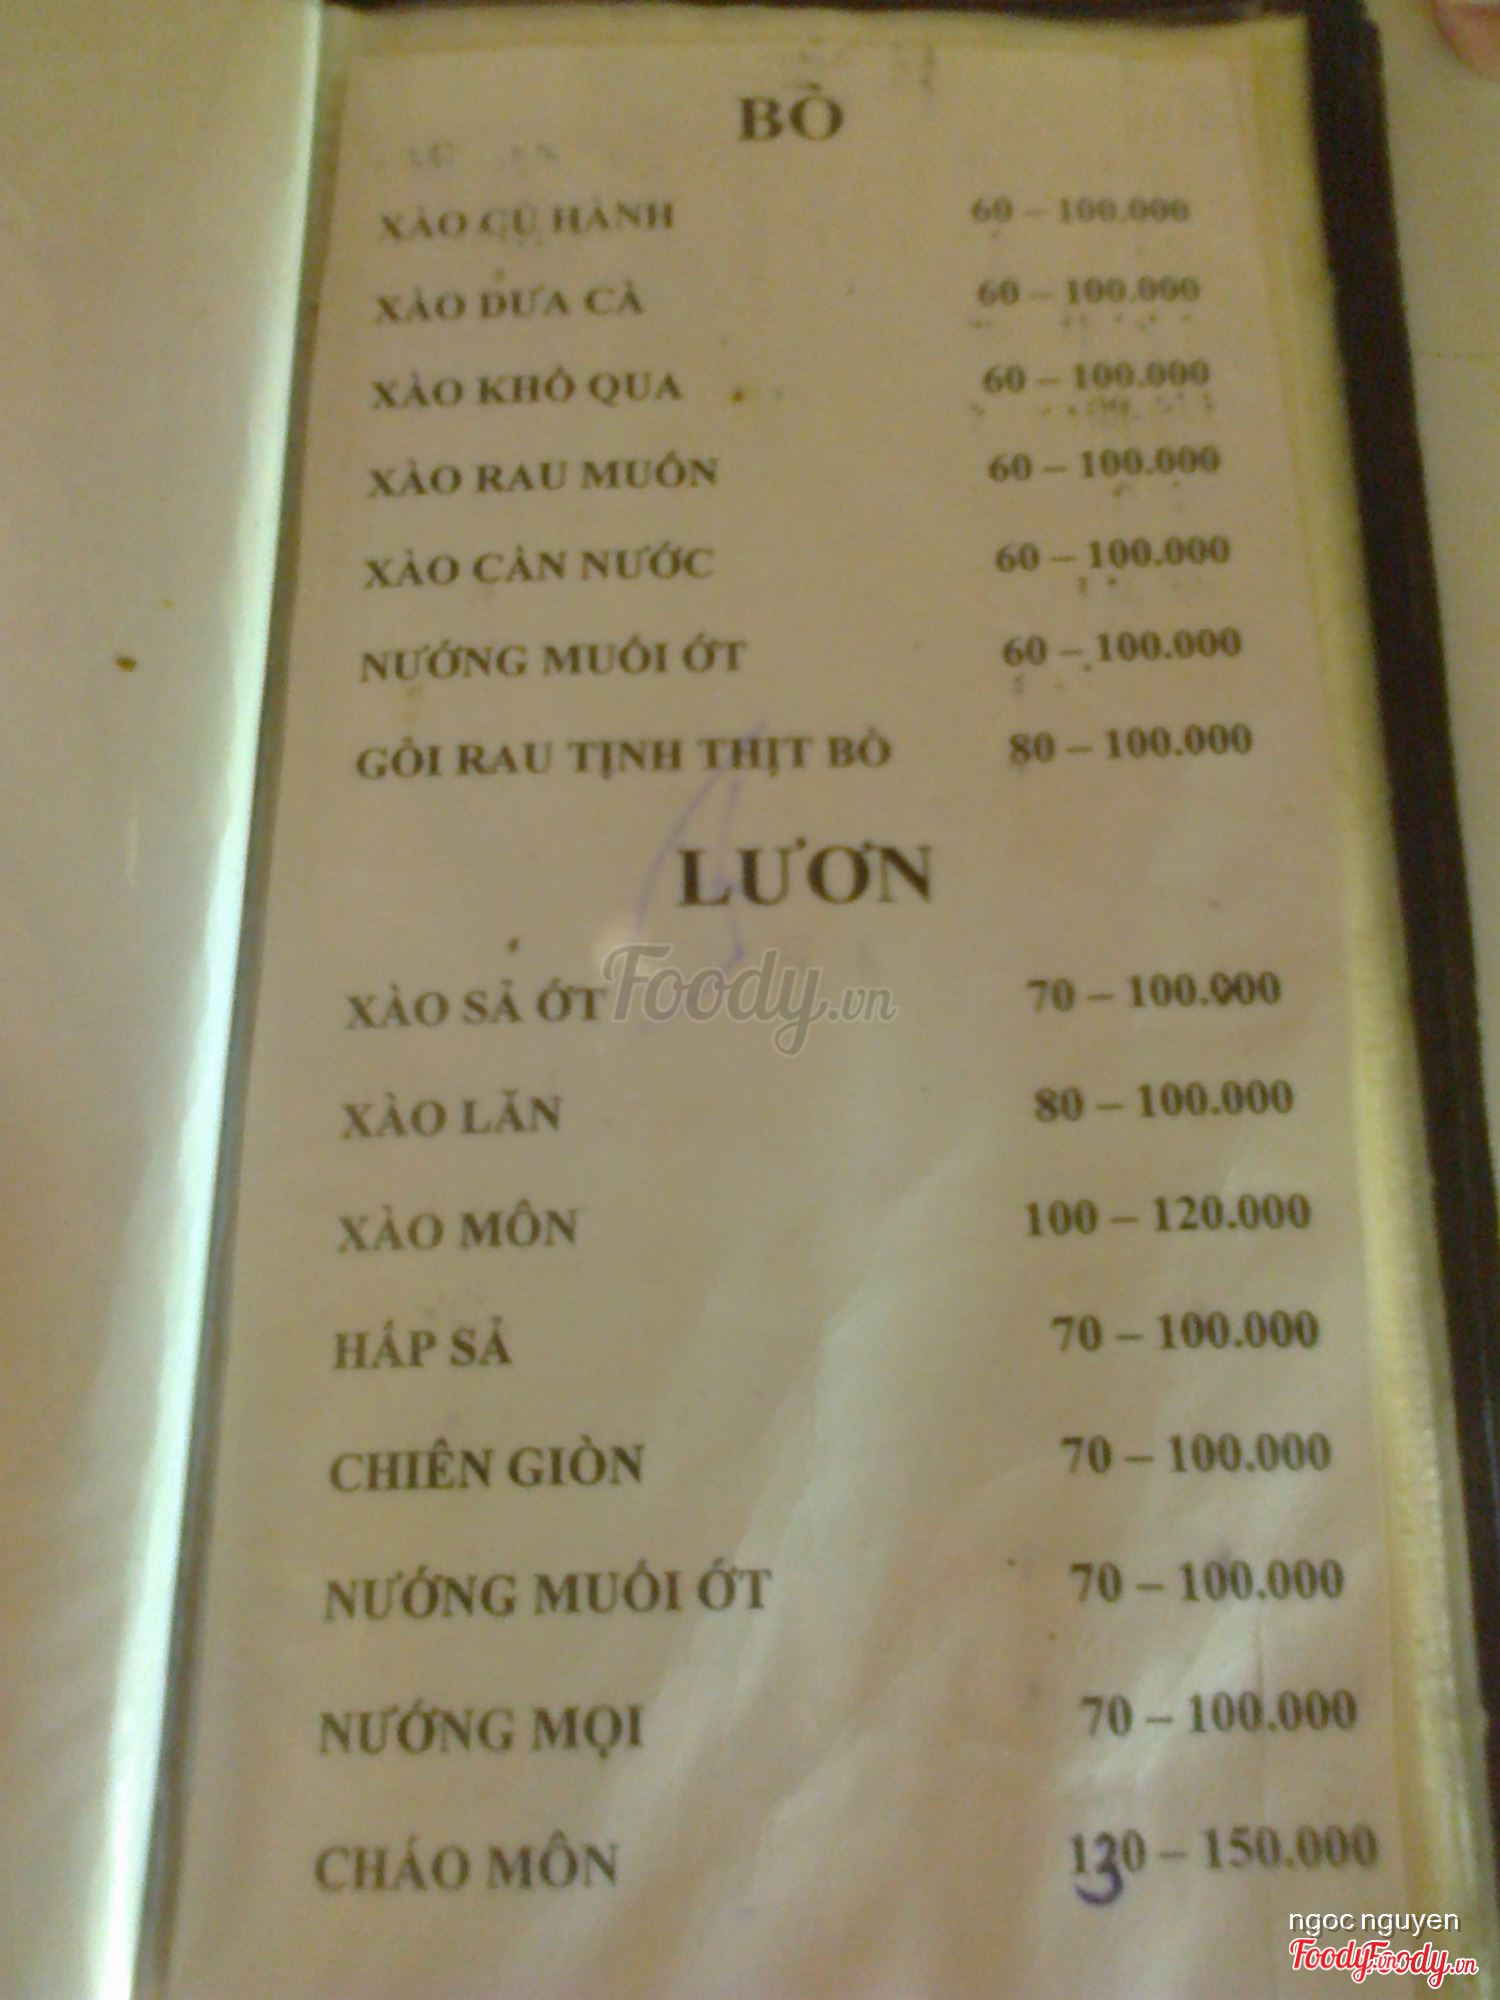 BÒ
XÀO CỦ HÀNH 60 – 100.000
XÀO DƯA CÀ 60 – 100.000
XÀO KHỔ QUA 60 – 100.000
XÀO RAU MUỐN 60 – 100.000
XÀO CẦN NƯỚC 60 – 100.000
NƯỚNG MUỐI ỚT 60 – 100.000
GỎI RAU TỊNH THỊT BÒ 80 – 100.000
LƯƠN
XÀO SẢ ỚT 70 – 100.000
XÀO LĂN 80 – 100.000
XÀO MÔN 100 – 120.000
HẤP SẢ 70 – 100.000
CHIÊN GIÒN 70 – 100.000
NƯỚNG MUỐI ỚT 70 – 100.000
NƯỚNG MỌI 70 – 100.000
CHÁO MÔN 130 – 150.000
Foody.vn
ngoc nguyen
FoodyFoody.vn